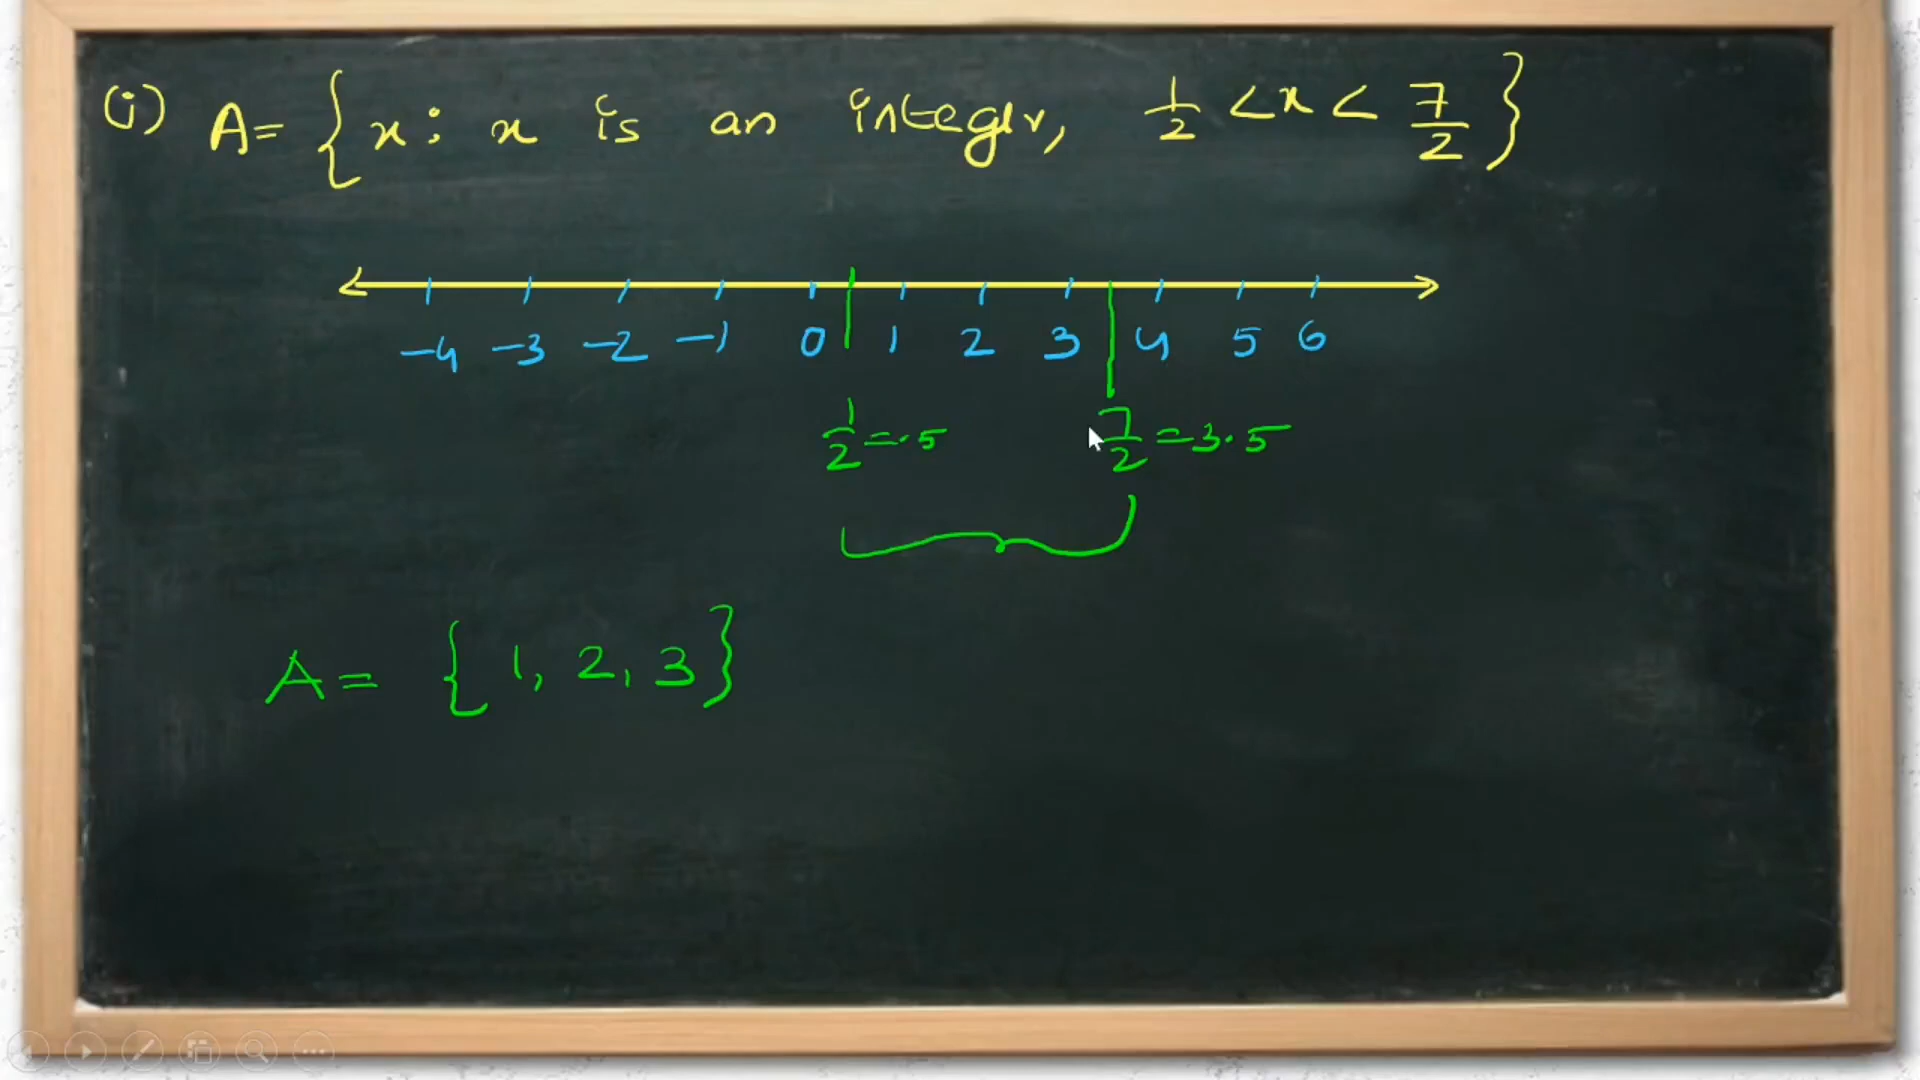 (i) A = { x : x is an integer, 1/2 < x < 7/2 }
-4 -3 -2 -1 0 1 2 3 4 5 6
1/2 = .5 7/2 = 3.5
A = { 1, 2, 3 }